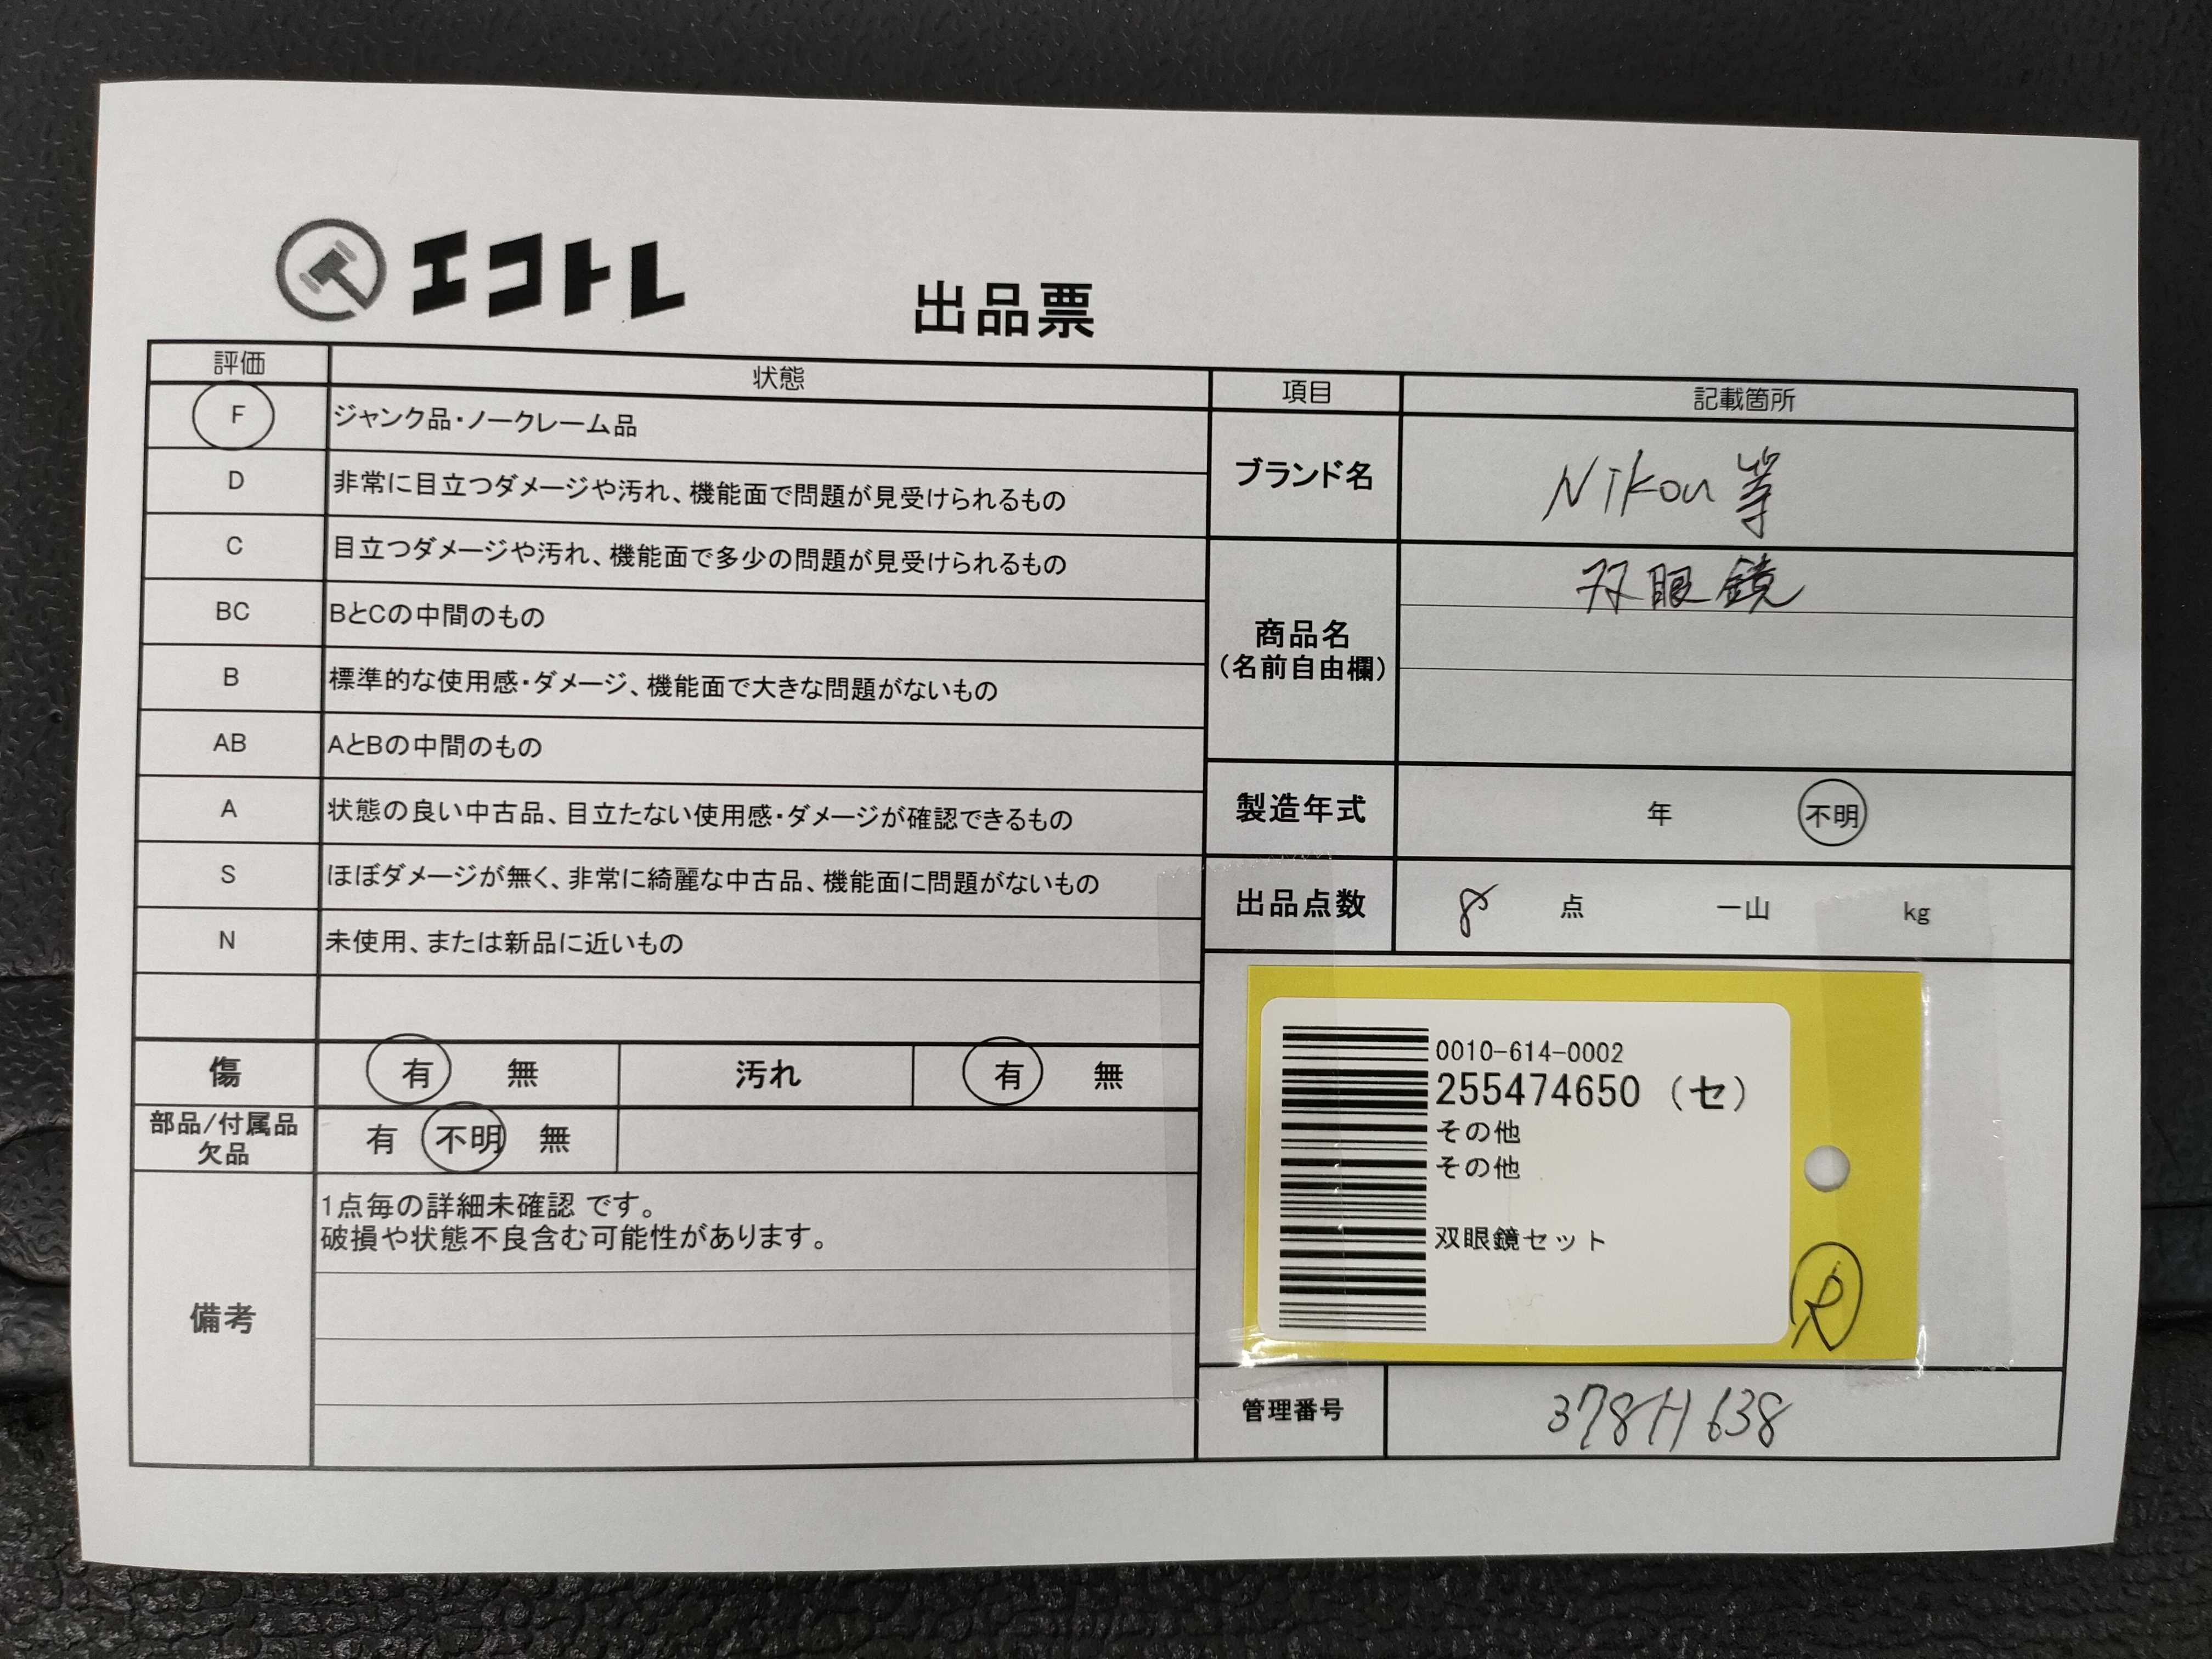 エコトレ
出品票
評価 状態
F ジャンク品・ノークレーム品
D 非常に目立つダメージや汚れ、機能面で問題が見受けられるもの
C 目立つダメージや汚れ、機能面で多少の問題が見受けられるもの
BC BとCの中間のもの
B 標準的な使用感・ダメージ、機能面で大きな問題がないもの
AB AとBの中間のもの
A 状態の良い中古品、目立たない使用感・ダメージが確認できるもの
S ほぼダメージが無く、非常に綺麗な中古品、機能面に問題がないもの
N 未使用、または新品に近いもの
傷 有 無 汚れ 有 無
部品/付属品
欠品
有 不明 無
備考
1点毎の詳細未確認 です。
破損や状態不良含む可能性があります。
項目 記載箇所
ブランド名 Nikon 等
商品名
(名前自由欄)
双眼鏡
製造年式 年 不明
出品点数 8 点 一山 kg
0010-614-0002
255474650 (セ)
その他
その他
双眼鏡セット
R
管理番号 378H638